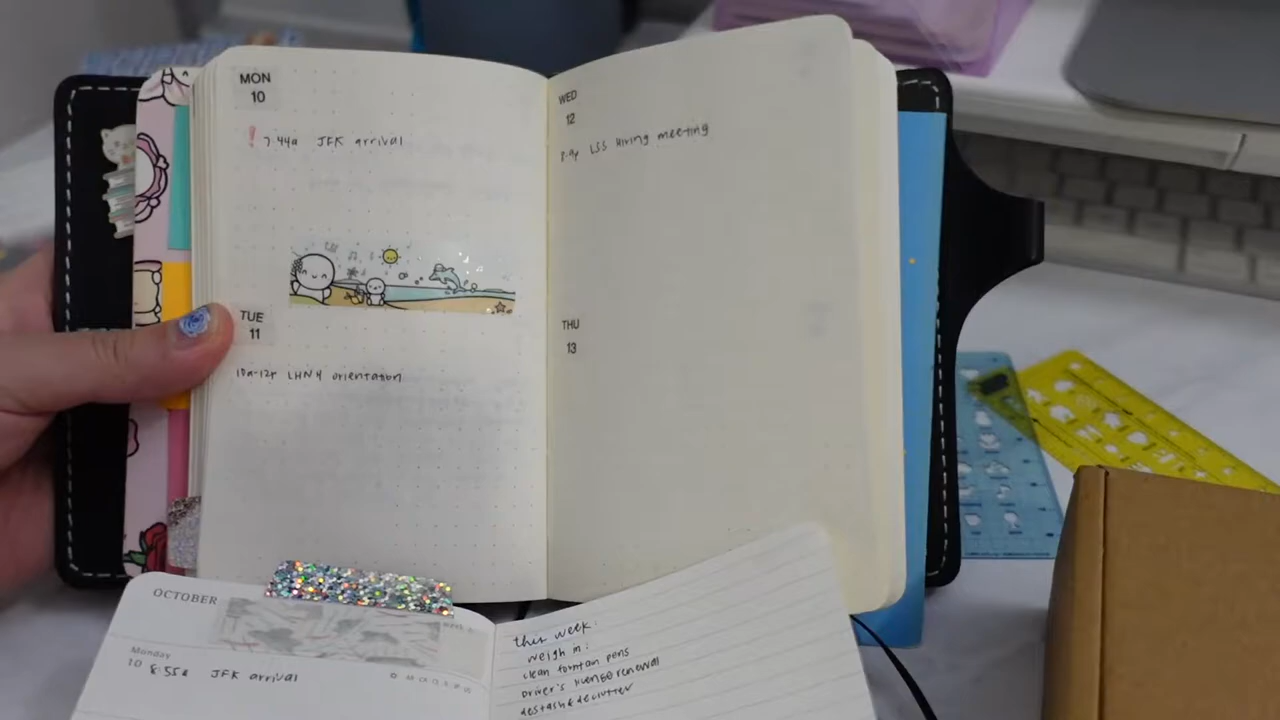 MON
10
! 7:44a JFK arrival
TUE
11
10a-12p LHNH orientation
WED
12
LSS Hiring meeting
THU
13
OCTOBER
Monday
10 8:55a JFK arrival
this week:
weigh in:
clean fountain pens
driver's license renewal
destash & declutter